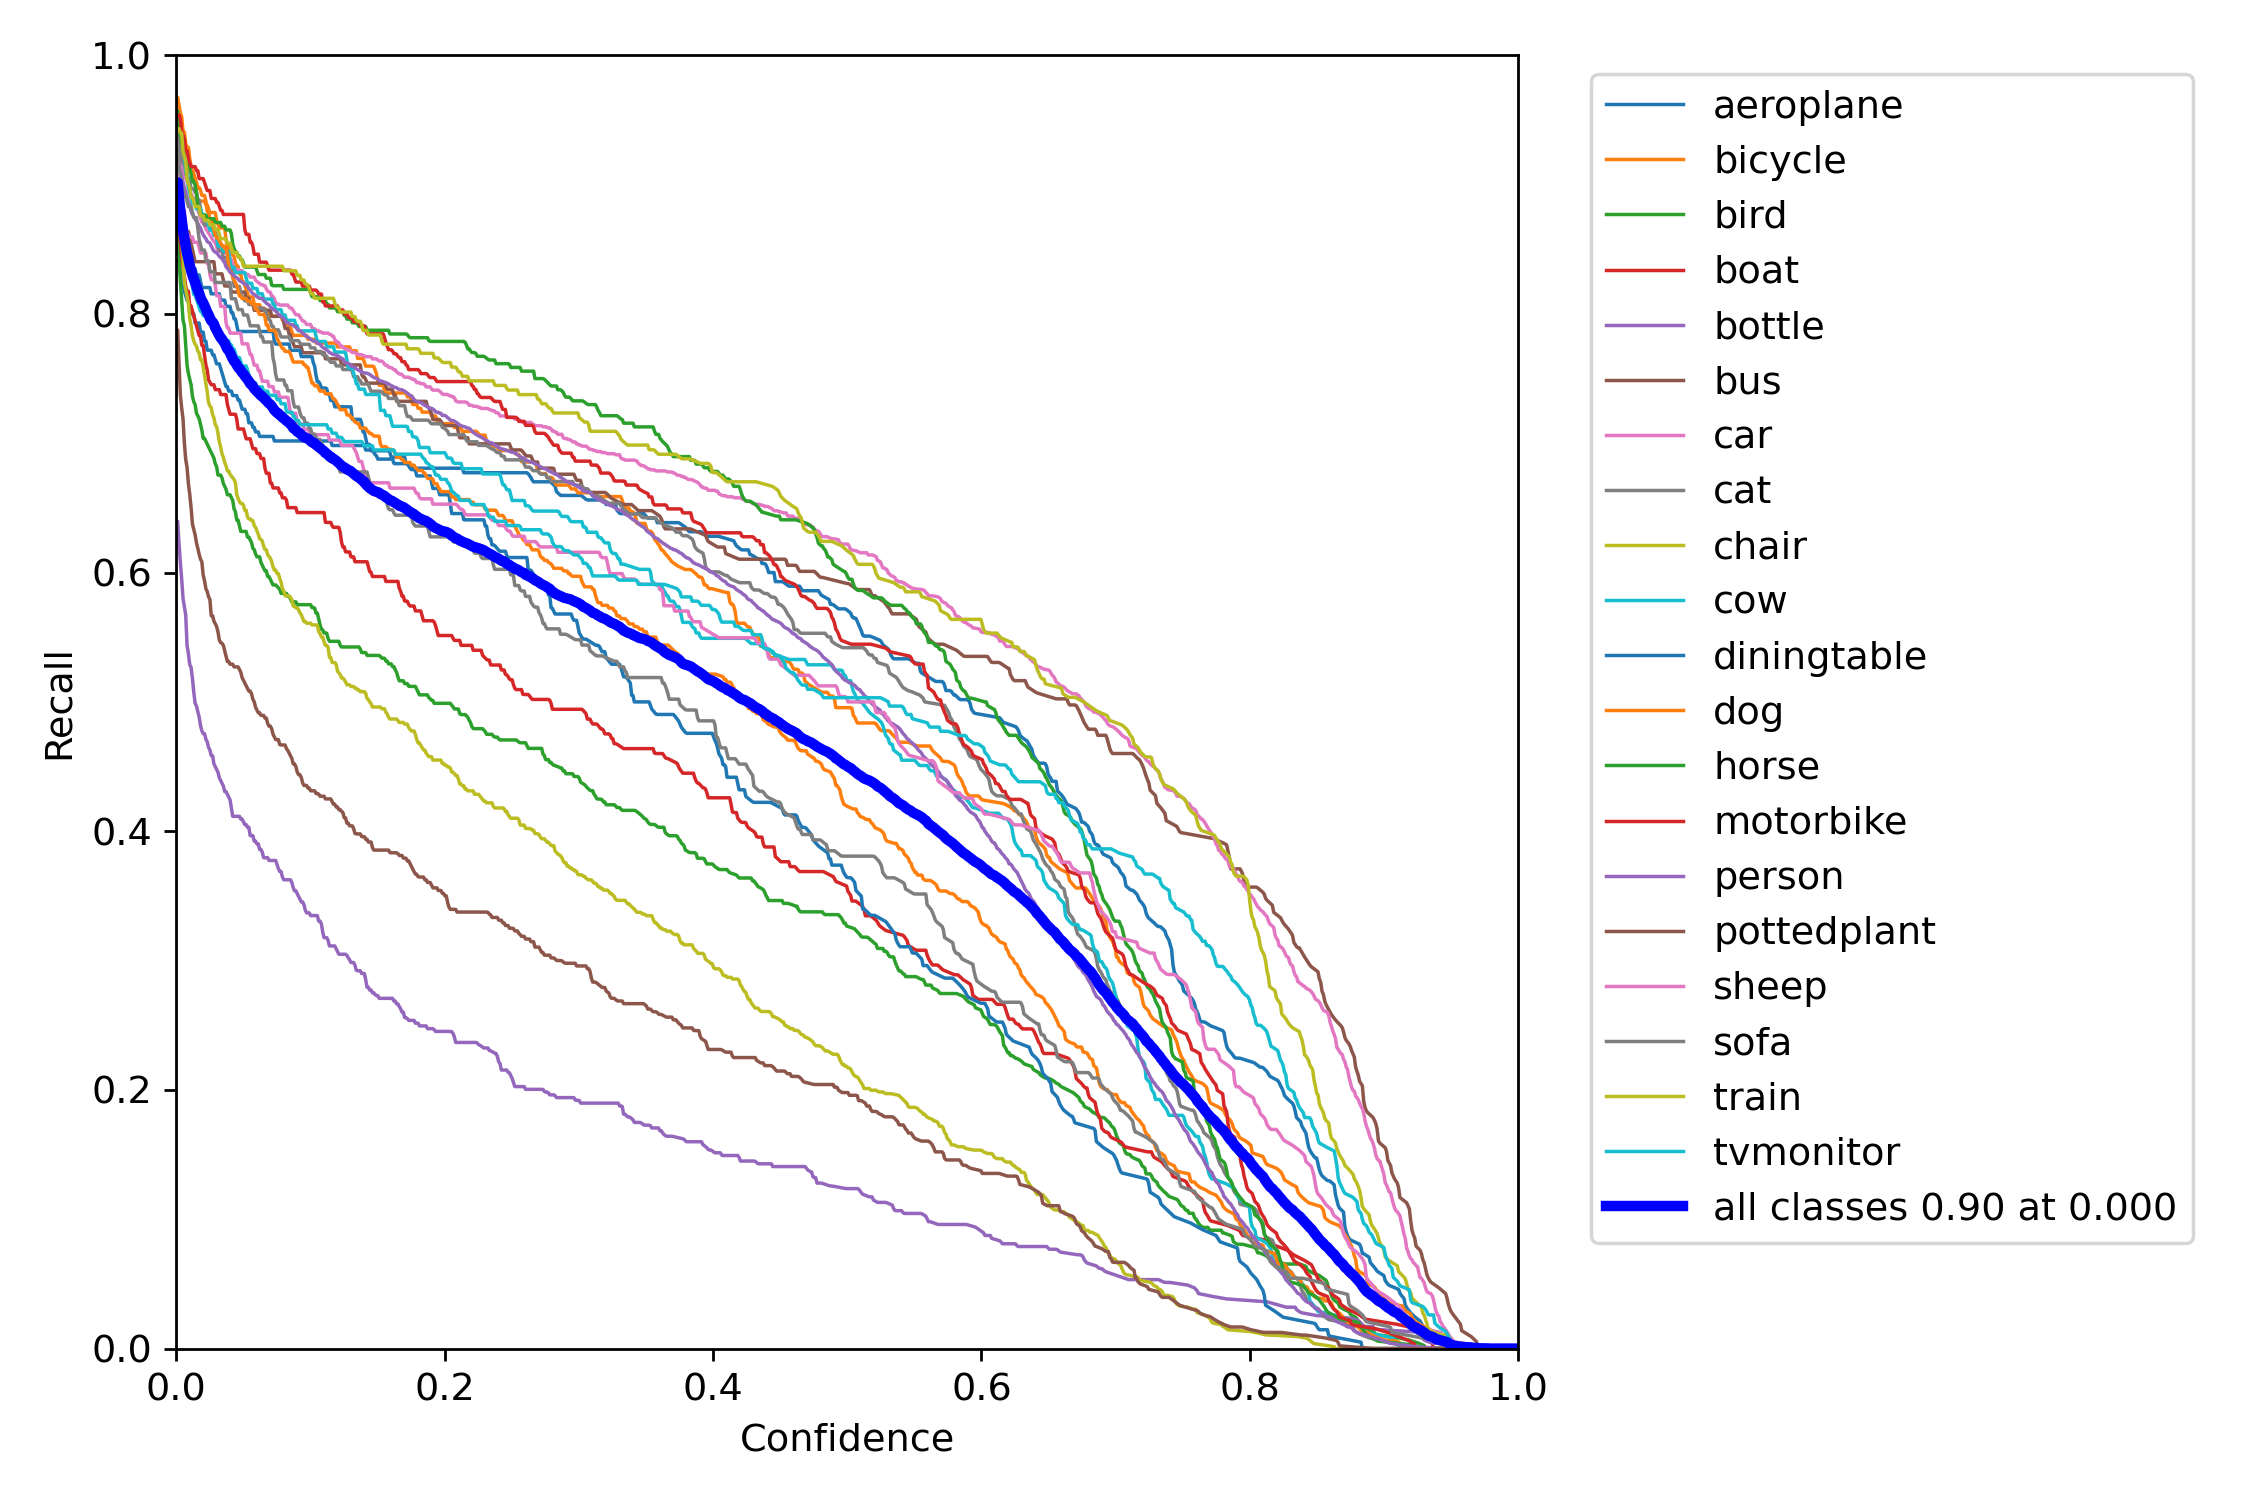 1.0
0.8
0.6
0.4
0.2
0.0
Recall
0.0 0.2 0.4 0.6 0.8 1.0
Confidence
aeroplane
bicycle
bird
boat
bottle
bus
car
cat
chair
cow
diningtable
dog
horse
motorbike
person
pottedplant
sheep
sofa
train
tvmonitor
all classes 0.90 at 0.000